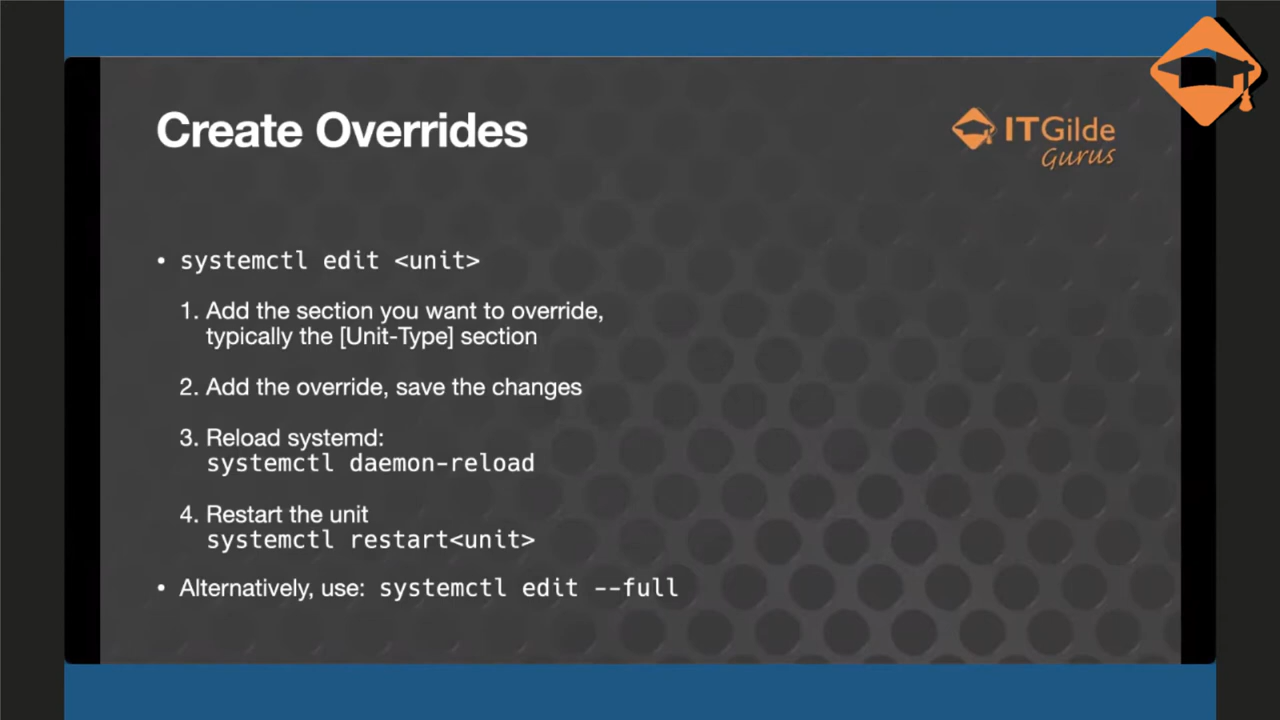 Create Overrides
ITGilde
Gurus
• systemctl edit <unit>
1. Add the section you want to override,
typically the [Unit-Type] section
2. Add the override, save the changes
3. Reload systemd:
systemctl daemon-reload
4. Restart the unit
systemctl restart<unit>
• Alternatively, use: systemctl edit --full